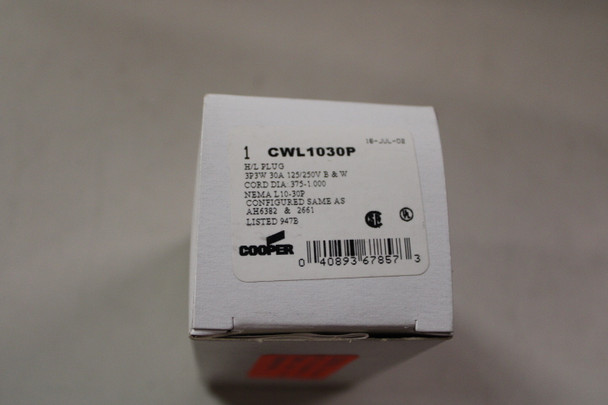 16-JUL-02
1 CWL1030P
H/L PLUG
3P3W 30A 125/250V B & W
CORD DIA .375-1.000
NEMA L10-30P
CONFIGURED SAME AS
AH6382 & 2661
LISTED 947B
COOPER
0 40893 67857 3